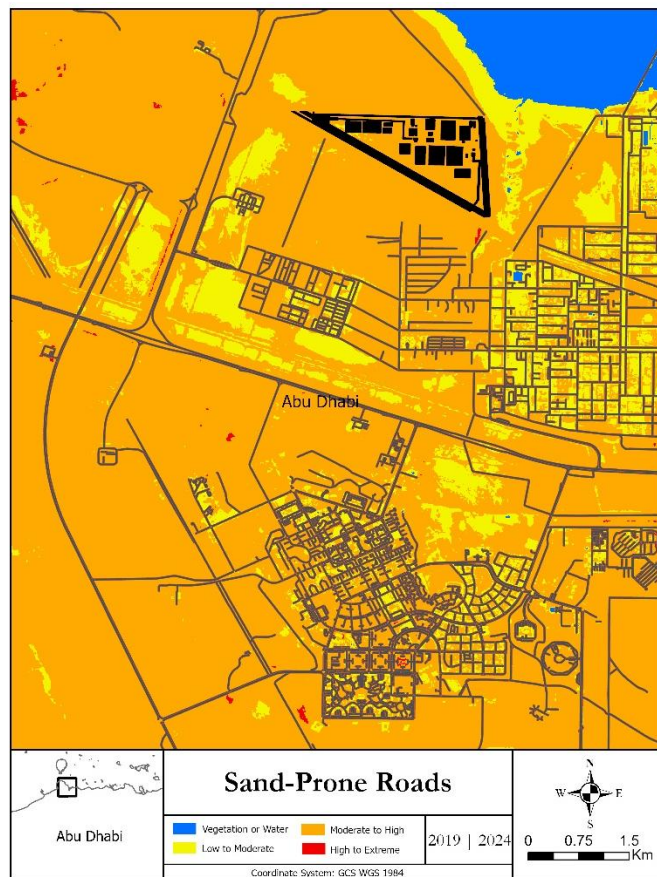 Abu Dhabi
Abu Dhabi
Sand-Prone Roads
Vegetation or Water
Moderate to High
Low to Moderate
High to Extreme
2019 | 2024
Coordinate System: GCS WGS 1984
N
W E
S
0 0.75 1.5
Km